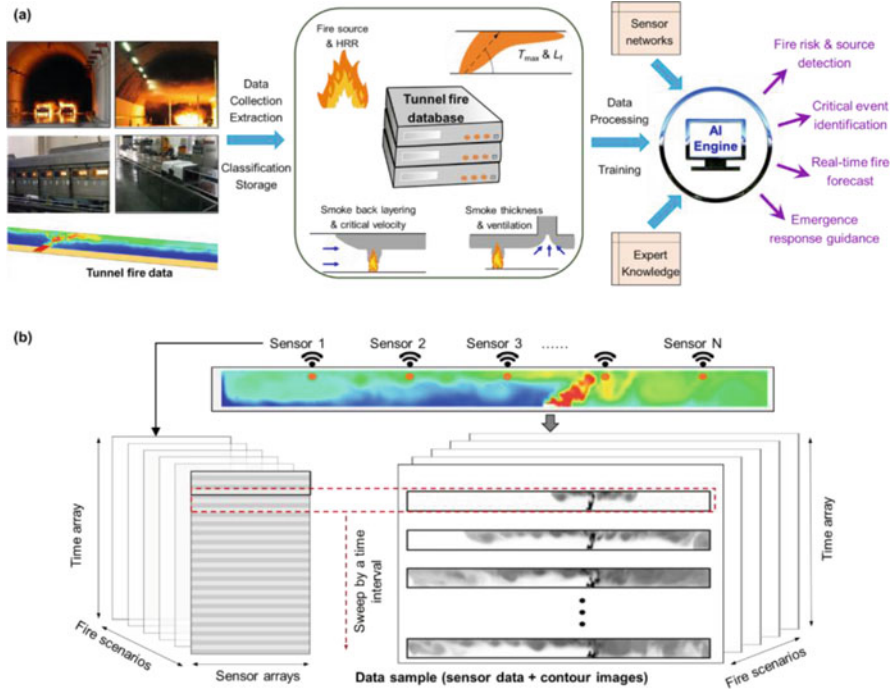 (a)
Data
Collection
Extraction
Classification
Storage
Tunnel fire data
Fire source
& HRR
Tmax & Lf
Tunnel fire
database
Smoke back layering
& critical velocity
Smoke thickness
& ventilation
Data
Processing
Training
Sensor
networks
AI
Engine
Expert
Knowledge
Fire risk & source
detection
Critical event
identification
Real-time fire
forecast
Emergence
response guidance
(b)
Sensor 1
Sensor 2
Sensor 3
......
Sensor N
Time array
Fire scenarios
Sensor arrays
Sweep by a time
interval
Data sample (sensor data + contour images)
Time array
Fire scenarios